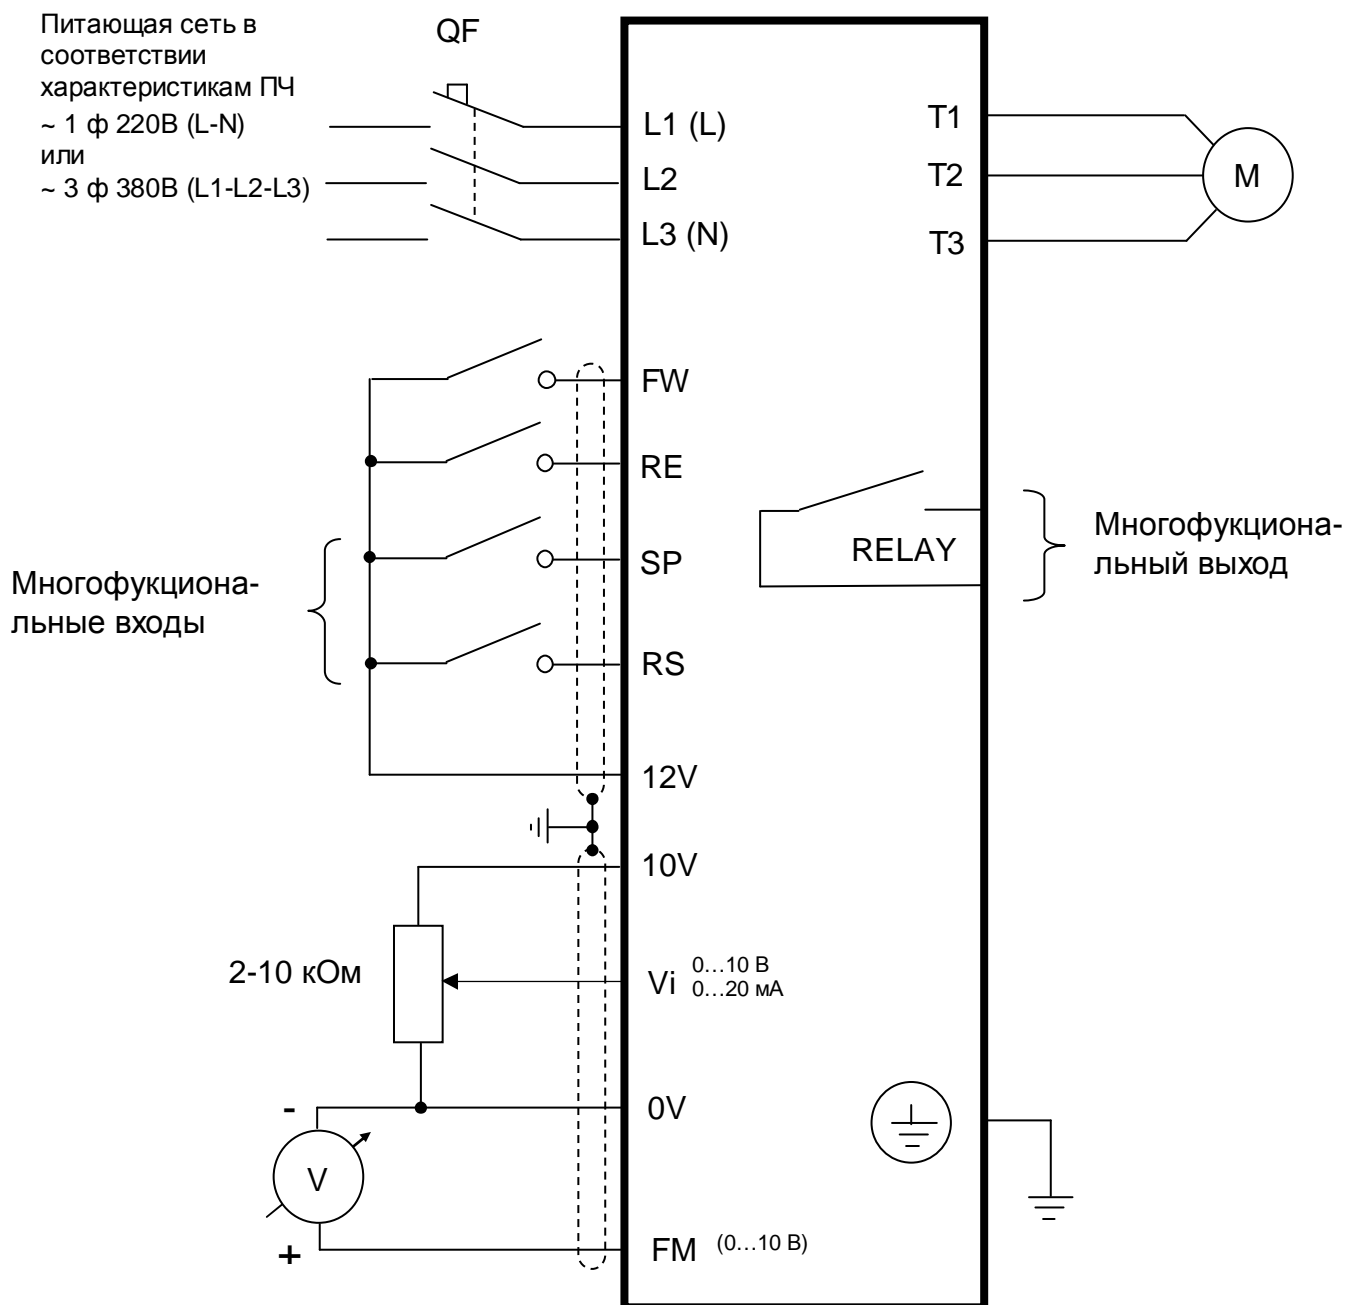 Питающая сеть в
соответствии
характеристикам ПЧ
~ 1 ф 220В (L-N)
или
~ 3 ф 380В (L1-L2-L3)
QF
L1 (L)
L2
L3 (N)
T1
T2
T3
M
FW
RE
SP
RS
12V
Многофукциона-
льные входы
RELAY
Многофукциона-
льный выход
10V
2-10 кОм
Vi
0…10 В
0…20 мА
-
0V
V
+
FM (0…10 В)